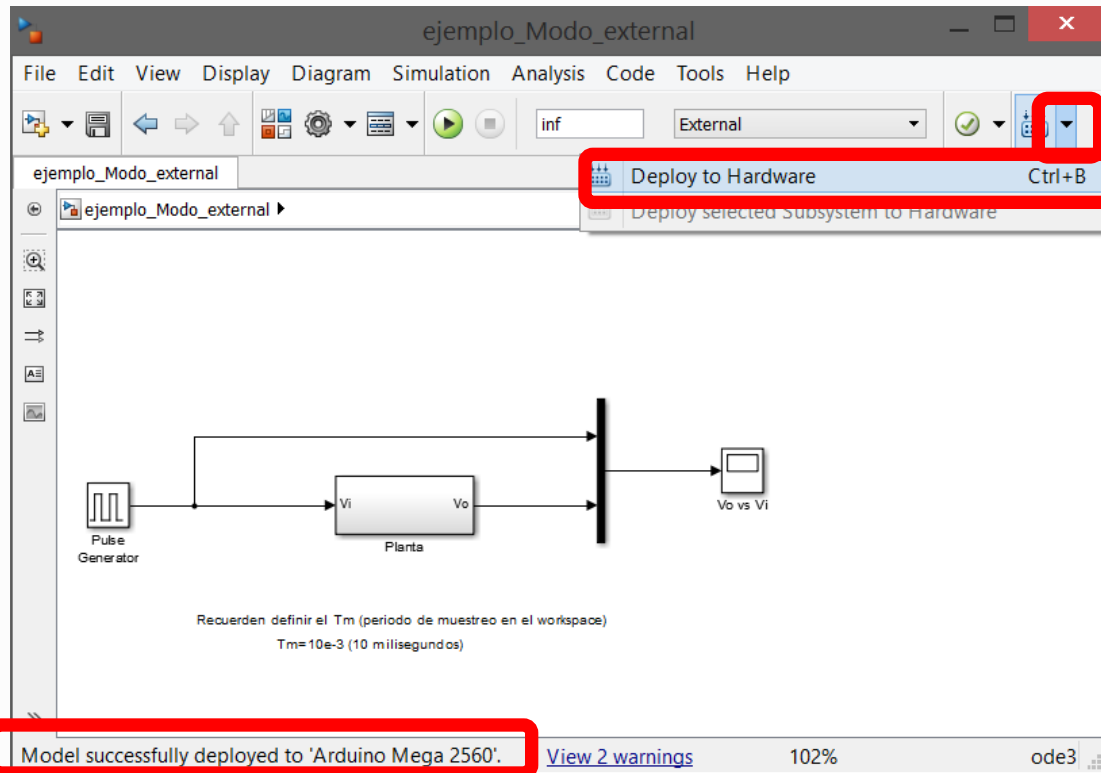 ejemplo_Modo_external
File Edit View Display Diagram Simulation Analysis Code Tools Help
inf External
ejemplo_Modo_external
Deploy to Hardware Ctrl+B
ejemplo_Modo_external
Deploy selected Subsystem to Hardware
Vi Vo
Vo vs Vi
Pulse
Generator
Planta
Recuerden definir el Tm (periodo de muestreo en el workspace)
Tm=10e-3 (10 milisegundos)
Model successfully deployed to 'Arduino Mega 2560'. View 2 warnings 102% ode3